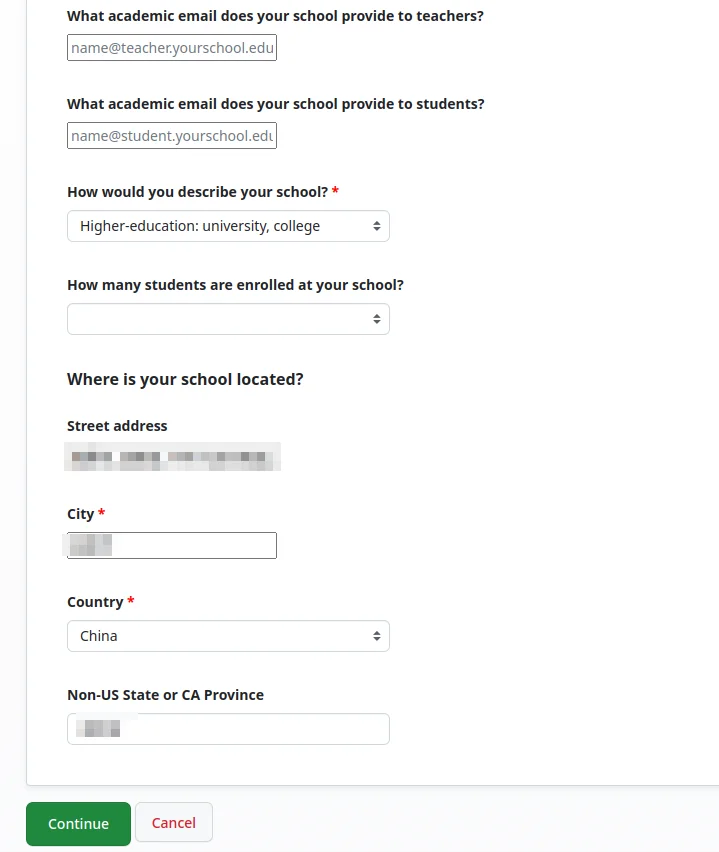 What academic email does your school provide to teachers?
name@teacher.yourschool.edu
What academic email does your school provide to students?
name@student.yourschool.edu
How would you describe your school? *
Higher-education: university, college
How many students are enrolled at your school?
Where is your school located?
Street address
City *
Country *
China
Non-US State or CA Province
Continue
Cancel